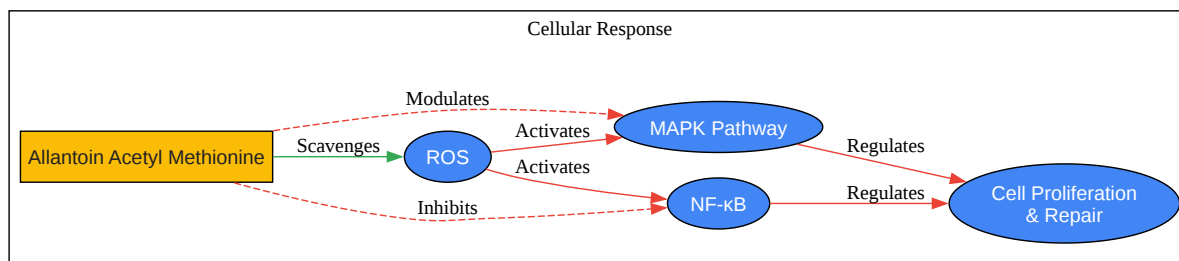 Cellular Response
Modulates
Allantoin Acetyl Methionine
Scavenges
ROS
Activates
Activates
Inhibits
MAPK Pathway
NF-κB
Regulates
Regulates
Cell Proliferation
& Repair